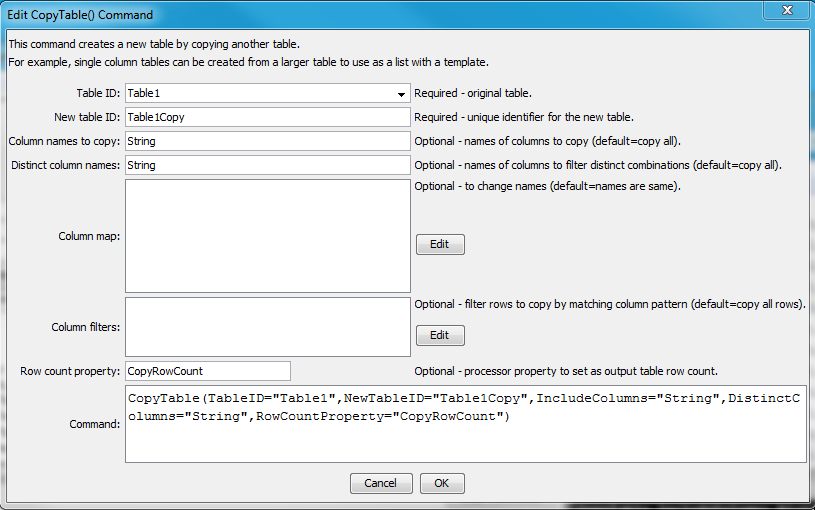 Edit CopyTable() Command
This command creates a new table by copying another table.
For example, single column tables can be created from a larger table to use as a list with a template.
Table ID: Table1 Required - original table.
New table ID: Table1Copy Required - unique identifier for the new table.
Column names to copy: String Optional - names of columns to copy (default=copy all).
Distinct column names: String Optional - names of columns to filter distinct combinations (default=copy all).
Optional - to change names (default=names are same).
Column map: Edit
Optional - filter rows to copy by matching column pattern (default=copy all rows).
Column filters: Edit
Row count property: CopyRowCount Optional - processor property to set as output table row count.
CopyTable(TableID="Table1",NewTableID="Table1Copy",IncludeColumns="String",DistinctC
olumns="String",RowCountProperty="CopyRowCount")
Command:
Cancel OK